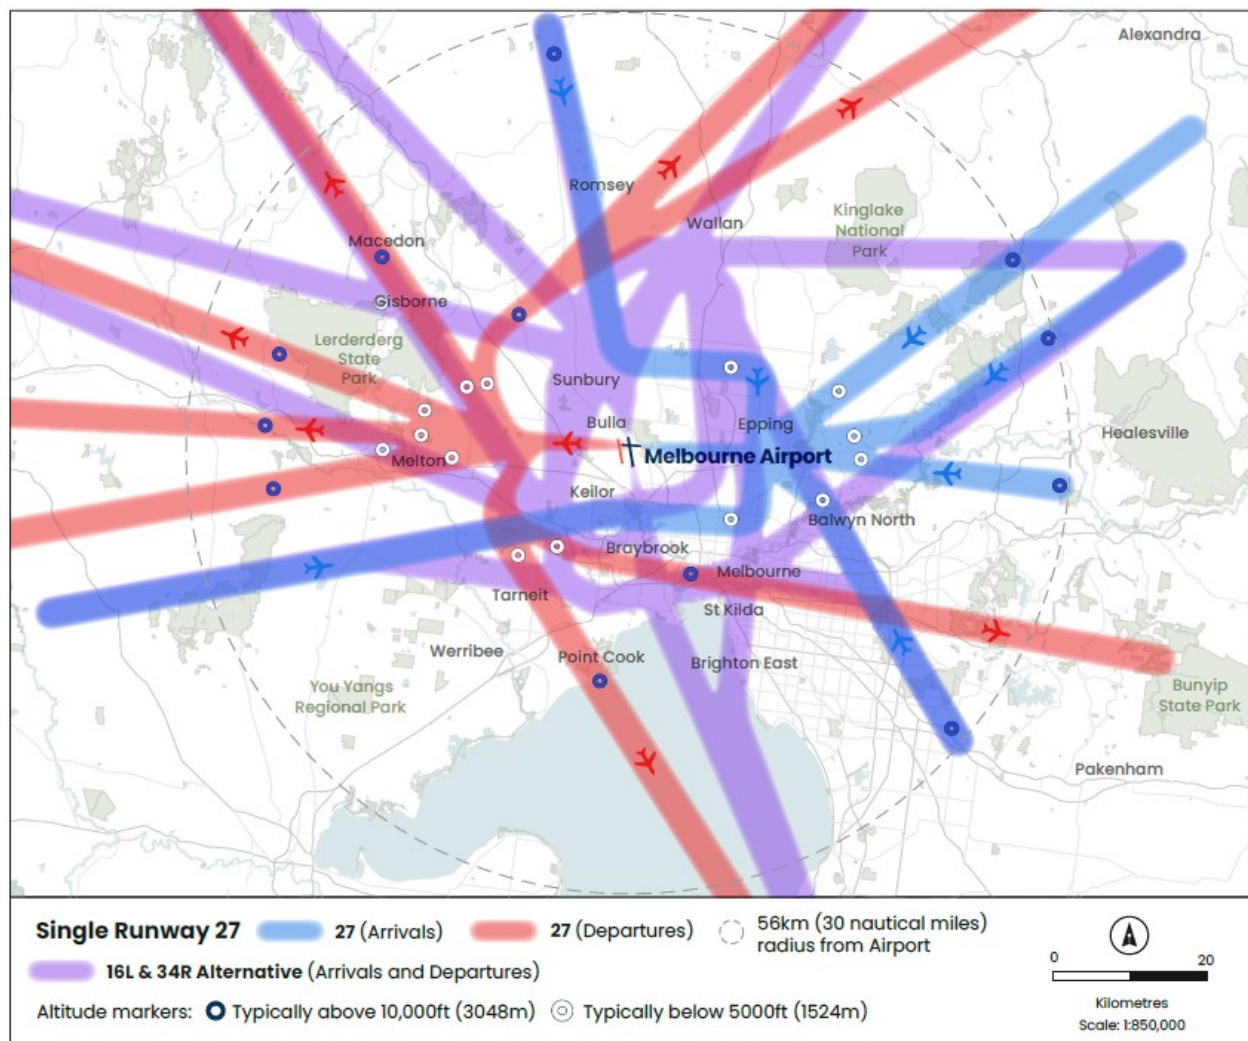 Alexandra
Romsey
Wallan
Kinglake
National
Park
Macedon
Gisborne
Lerderderg
State
Park
Sunbury
Bulla
Epping
Healesville
Melbourne Airport
Melton
Keilor
Balwyn North
Braybrook
Melbourne
Tarneit
St Kilda
Werribee
Point Cook
Brighton East
You Yangs
Regional Park
Bunyip
State Park
Pakenham
Single Runway 27
27 (Arrivals)
27 (Departures)
56km (30 nautical miles)
radius from Airport
16L & 34R Alternative (Arrivals and Departures)
0 20
Kilometres
Scale: 1:850,000
Altitude markers: Typically above 10,000ft (3048m) Typically below 5000ft (1524m)